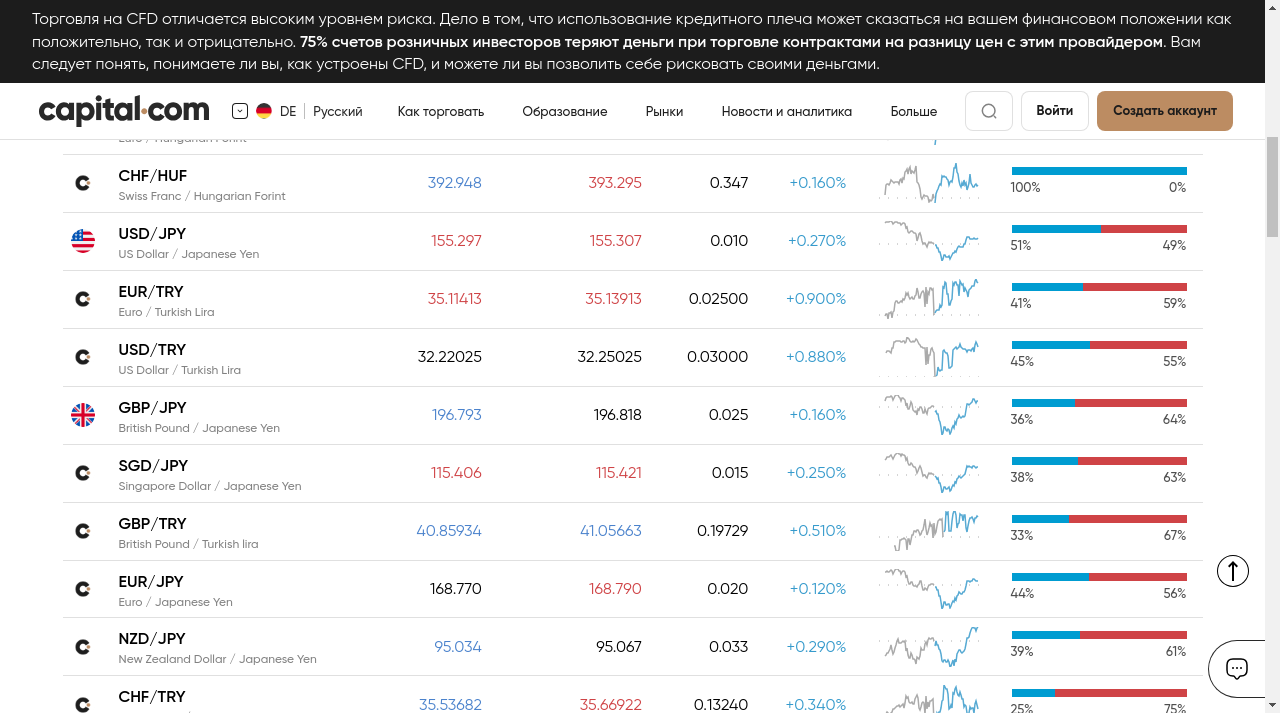 Торговля на CFD отличается высоким уровнем риска. Дело в том, что использование кредитного плеча может сказаться на вашем финансовом положении как
положительно, так и отрицательно. 75% счетов розничных инвесторов теряют деньги при торговле контрактами на разницу цен с этим провайдером. Вам
следует понять, понимаете ли вы, как устроены CFD, и можете ли вы позволить себе рисковать своими деньгами.
capital.com DE Русский Как торговать Образование Рынки Новости и аналитика Больше Войти Создать аккаунт
Euro / Hungarian Forint
CHF/HUF 392.948 393.295 0.347 +0.160%
Swiss Franc / Hungarian Forint 100% 0%
USD/JPY 155.297 155.307 0.010 +0.270%
US Dollar / Japanese Yen 51% 49%
EUR/TRY 35.11413 35.13913 0.02500 +0.900%
Euro / Turkish Lira 41% 59%
USD/TRY 32.22025 32.25025 0.03000 +0.880%
US Dollar / Turkish Lira 45% 55%
GBP/JPY 196.793 196.818 0.025 +0.160%
British Pound / Japanese Yen 36% 64%
SGD/JPY 115.406 115.421 0.015 +0.250%
Singapore Dollar / Japanese Yen 38% 63%
GBP/TRY 40.85934 41.05663 0.19729 +0.510%
British Pound / Turkish lira 33% 67%
EUR/JPY 168.770 168.790 0.020 +0.120%
Euro / Japanese Yen 44% 56%
NZD/JPY 95.034 95.067 0.033 +0.290%
New Zealand Dollar / Japanese Yen 39% 61%
CHF/TRY 35.53682 35.66922 0.13240 +0.340%
25% 75%